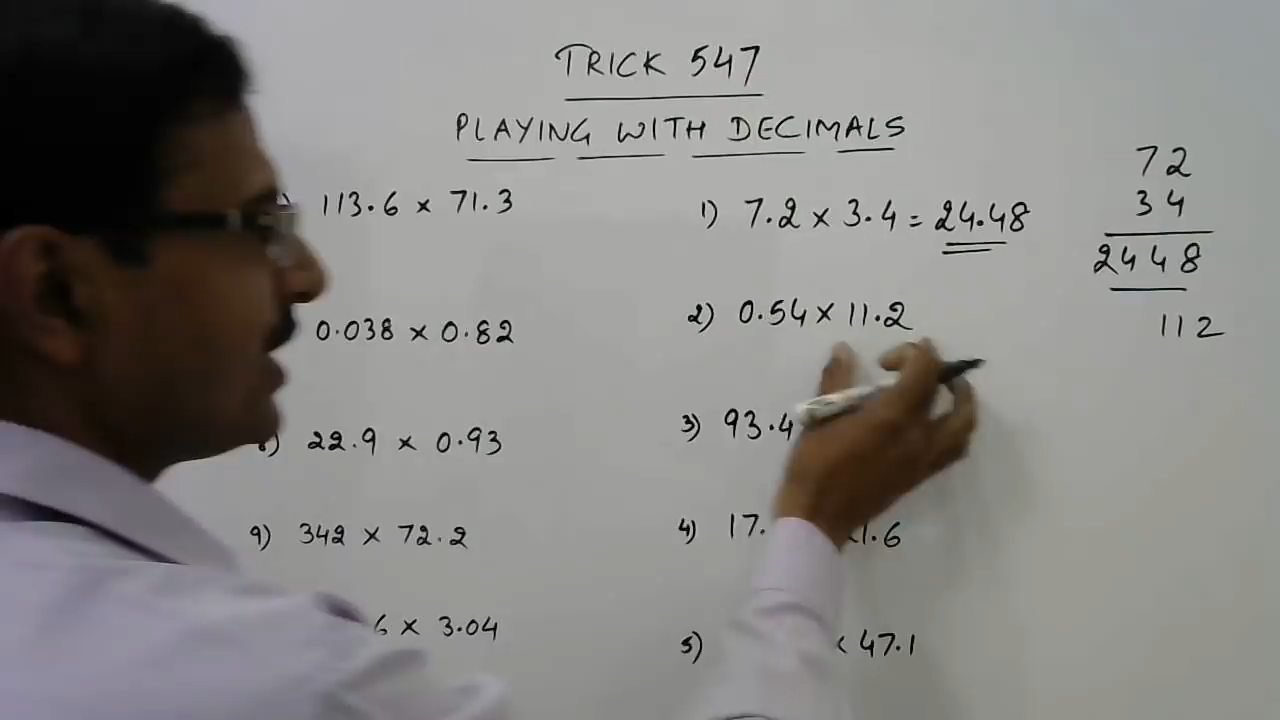 TRICK 547
PLAYING WITH DECIMALS
113.6 × 71.3
0.038 × 0.82
8) 22.9 × 0.93
9) 342 × 72.2
6 × 3.04
1) 7.2 × 3.4 = 24.48
2) 0.54 × 11.2
3) 93.4
4) 17. ×1.6
5) × 47.1
72
34
2448
112